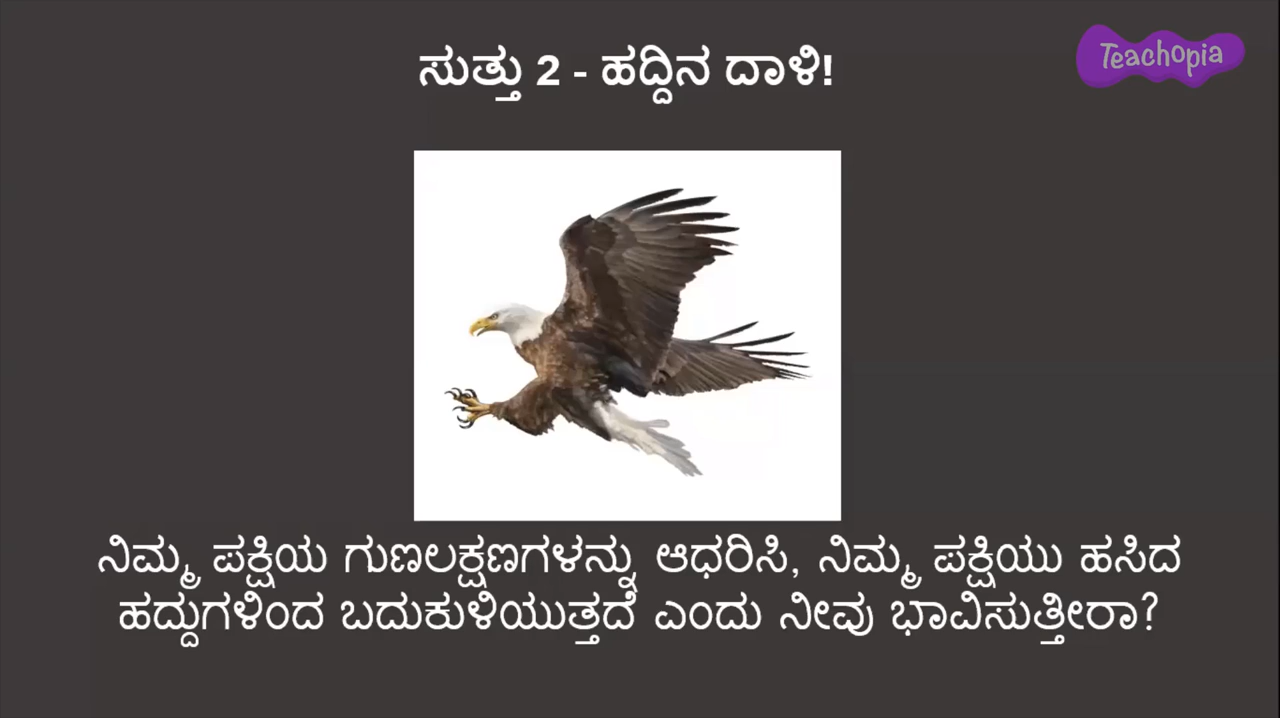 Teachopia
ಸುತ್ತು 2 - ಹದ್ದಿನ ದಾಳಿ!
ನಿಮ್ಮ ಪಕ್ಷಿಯ ಗುಣಲಕ್ಷಣಗಳನ್ನು ಆಧರಿಸಿ, ನಿಮ್ಮ ಪಕ್ಷಿಯು ಹಸಿದ
ಹದ್ದುಗಳಿಂದ ಬದುಕುಳಿಯುತ್ತದೆ ಎಂದು ನೀವು ಭಾವಿಸುತ್ತೀರಾ?